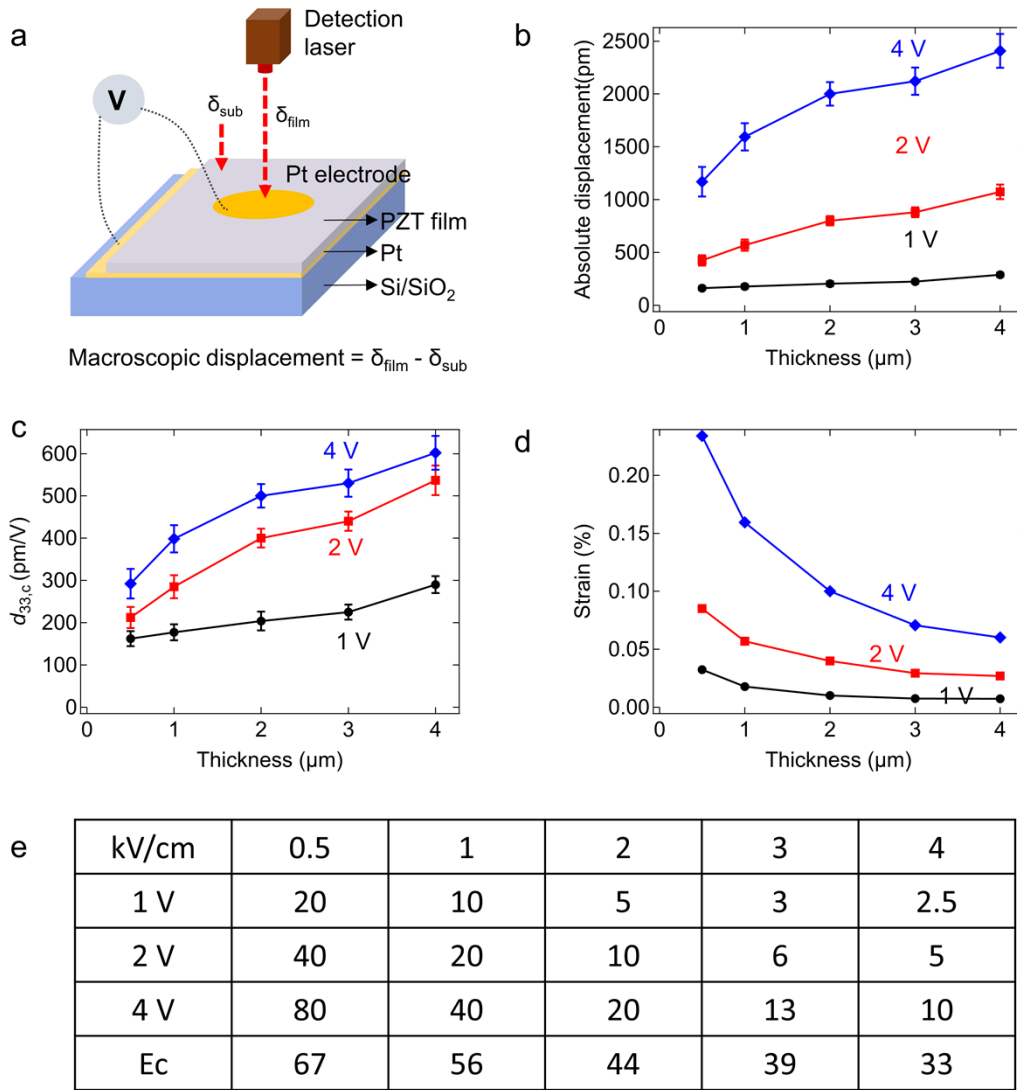 a
Detection
laser
V
δsub
δfilm
Pt electrode
PZT film
Pt
Si/SiO₂
Macroscopic displacement = δfilm - δsub
b
Absolute displacement(pm)
2500
2000
1500
1000
500
0
4 V
2 V
1 V
0 1 2 3 4
Thickness (µm)
c
d33,c (pm/V)
600
500
400
300
200
100
0
4 V
2 V
1 V
0 1 2 3 4
Thickness (µm)
d
Strain (%)
0.20
0.15
0.10
0.05
0.00
4 V
2 V
1 V
0 1 2 3 4
Thickness (µm)
e
kV/cm 0.5 1 2 3 4
1 V 20 10 5 3 2.5
2 V 40 20 10 6 5
4 V 80 40 20 13 10
Ec 67 56 44 39 33